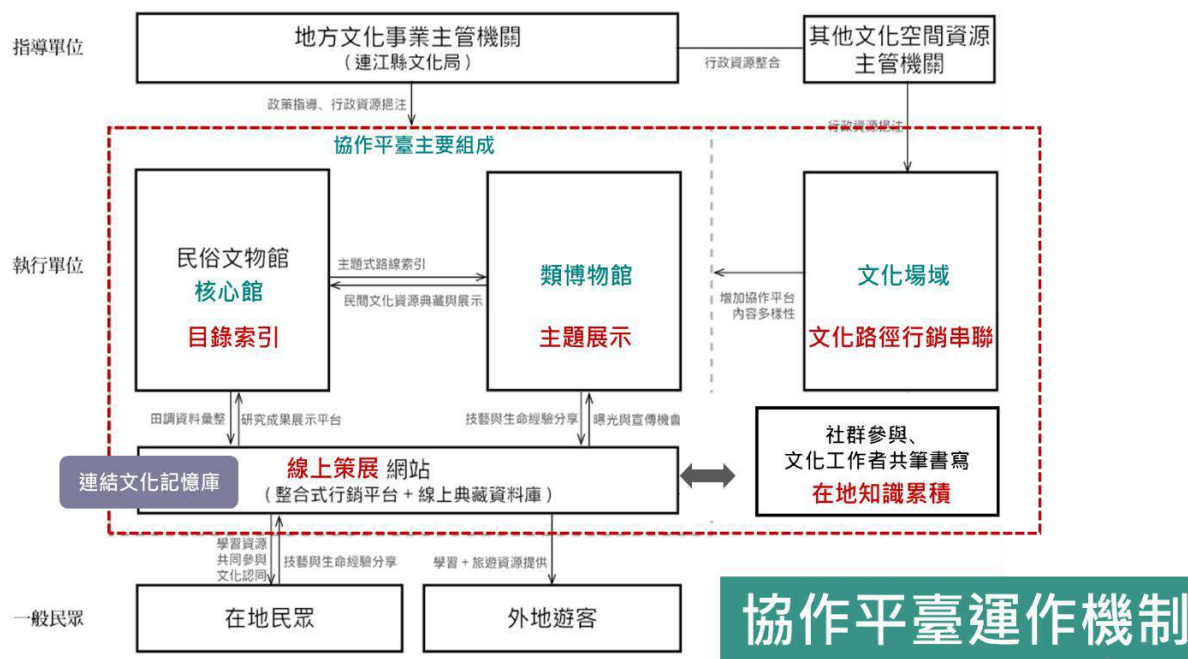 地方文化事業主管機關
(連江縣文化局)
其他文化空間資源
主管機關
指導單位
行政資源整合
政策指導、行政資源挹注
行政資源挹注
協作平臺主要組成
執行單位
民俗文物館
核心館
目錄索引
主題式路線索引
民間文化資源典藏與展示
類博物館
主題展示
增加協作平台
內容多樣性
文化場域
文化路徑行銷串聯
田調資料彙整
研究成果展示平台
技藝與生命經驗分享
曝光與宣傳機會
社群參與、
文化工作者共筆書寫
在地知識累積
連結文化記憶庫
線上策展 網站
(整合式行銷平台 + 線上典藏資料庫)
學習資源
共同參與
文化認同
技藝與生命經驗分享
學習 + 旅遊資源提供
一般民眾
在地民眾
外地遊客
協作平臺運作機制